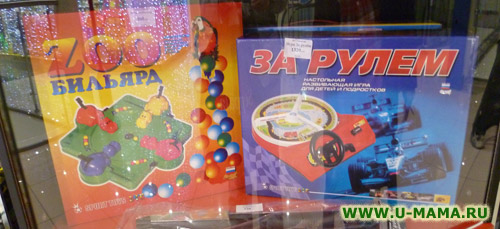 ZOO
БИЛЬЯРД
ЗА РУЛЕМ
НАСТОЛЬНАЯ
РАЗВИВАЮЩАЯ ИГРА
ДЛЯ ДЕТЕЙ И ПОДРОСТКОВ
WWW.U-MAMA.RU